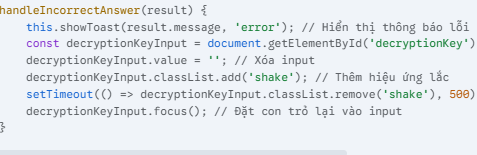 handleIncorrectAnswer(result) {
    this.showToast(result.message, 'error'); // Hiển thị thông báo lỗi
    const decryptionKeyInput = document.getElementById('decryptionKey')
    decryptionKeyInput.value = ''; // Xóa input
    decryptionKeyInput.classList.add('shake'); // Thêm hiệu ứng lắc
    setTimeout(() => decryptionKeyInput.classList.remove('shake'), 500)
    decryptionKeyInput.focus(); // Đặt con trỏ lại vào input
}